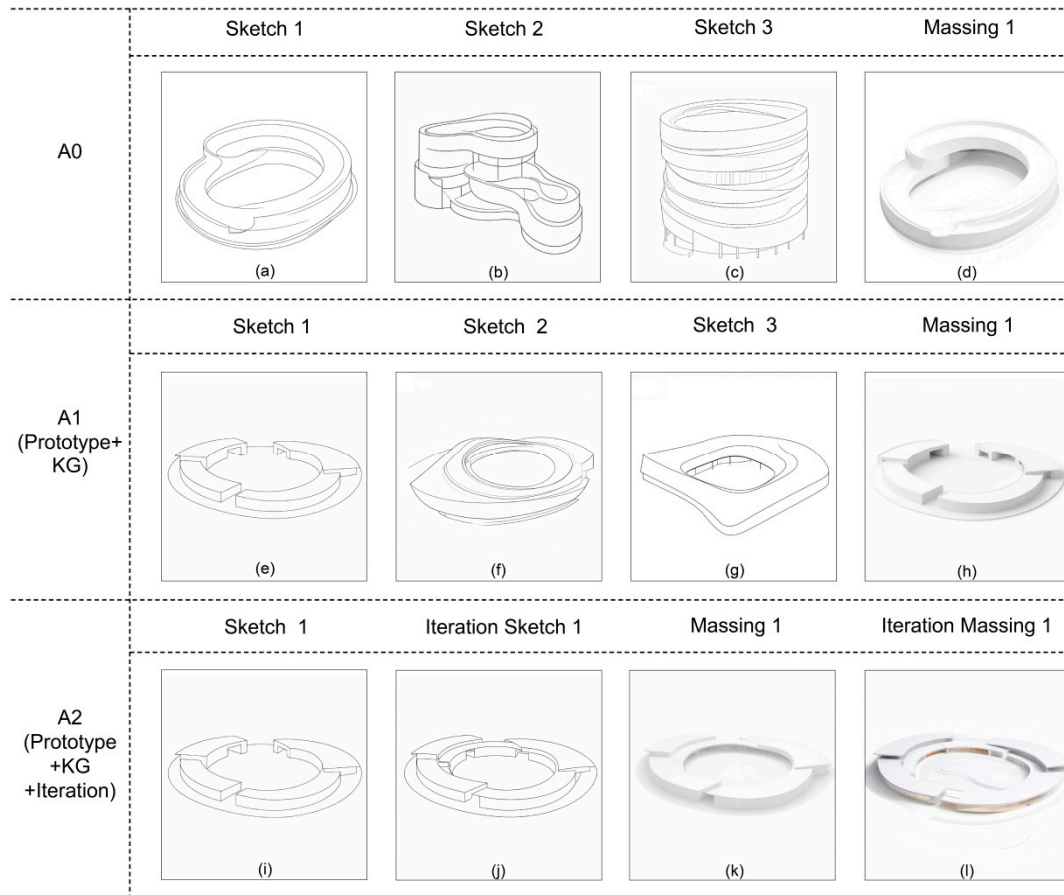 Sketch 1 Sketch 2 Sketch 3 Massing 1
A0
(a) (b) (c) (d)
Sketch 1 Sketch 2 Sketch 3 Massing 1
A1
(Prototype+
KG)
(e) (f) (g) (h)
Sketch 1 Iteration Sketch 1 Massing 1 Iteration Massing 1
A2
(Prototype
+KG
+Iteration)
(i) (j) (k) (l)